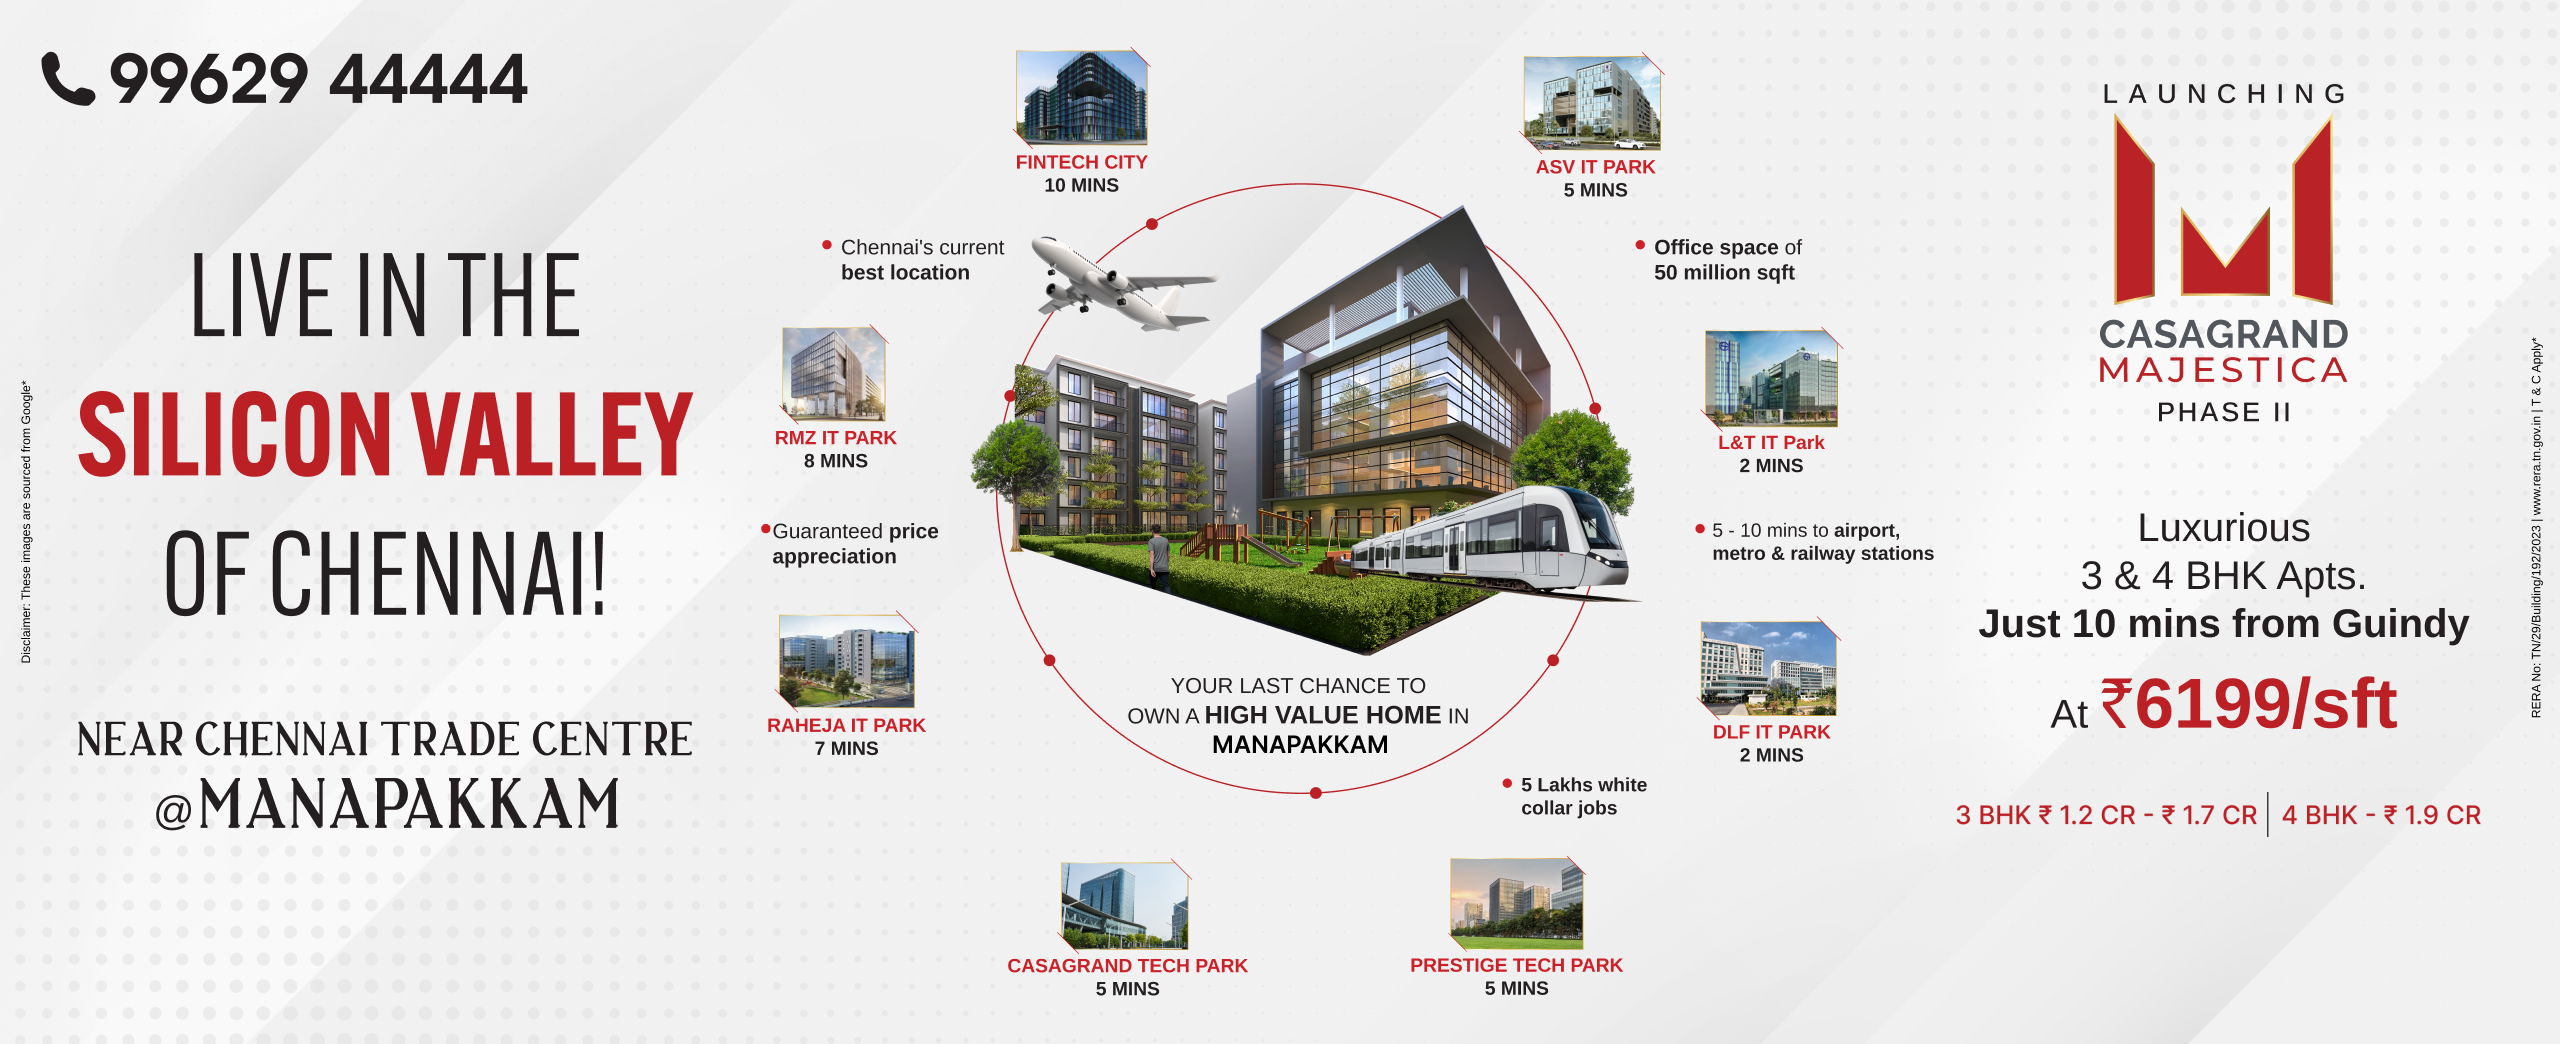 99629 44444
LIVE IN THE
SILICON VALLEY
OF CHENNAI!
NEAR CHENNAI TRADE CENTRE
@MANAPAKKAM
Disclaimer: These images are sourced from Google*
FINTECH CITY
10 MINS
ASV IT PARK
5 MINS
Chennai's current
best location
Office space of
50 million sqft
RMZ IT PARK
8 MINS
L&T IT Park
2 MINS
Guaranteed price
appreciation
5 - 10 mins to airport,
metro & railway stations
RAHEJA IT PARK
7 MINS
DLF IT PARK
2 MINS
YOUR LAST CHANCE TO
OWN A HIGH VALUE HOME IN
MANAPAKKAM
5 Lakhs white
collar jobs
CASAGRAND TECH PARK
5 MINS
PRESTIGE TECH PARK
5 MINS
LAUNCHING
CASAGRAND
MAJESTICA
PHASE II
Luxurious
3 & 4 BHK Apts.
Just 10 mins from Guindy
At ₹6199/sft
3 BHK ₹ 1.2 CR - ₹ 1.7 CR | 4 BHK - ₹ 1.9 CR
RERA No: TN/29/Building/192/2023 | www.rera.tn.gov.in | T & C Apply*